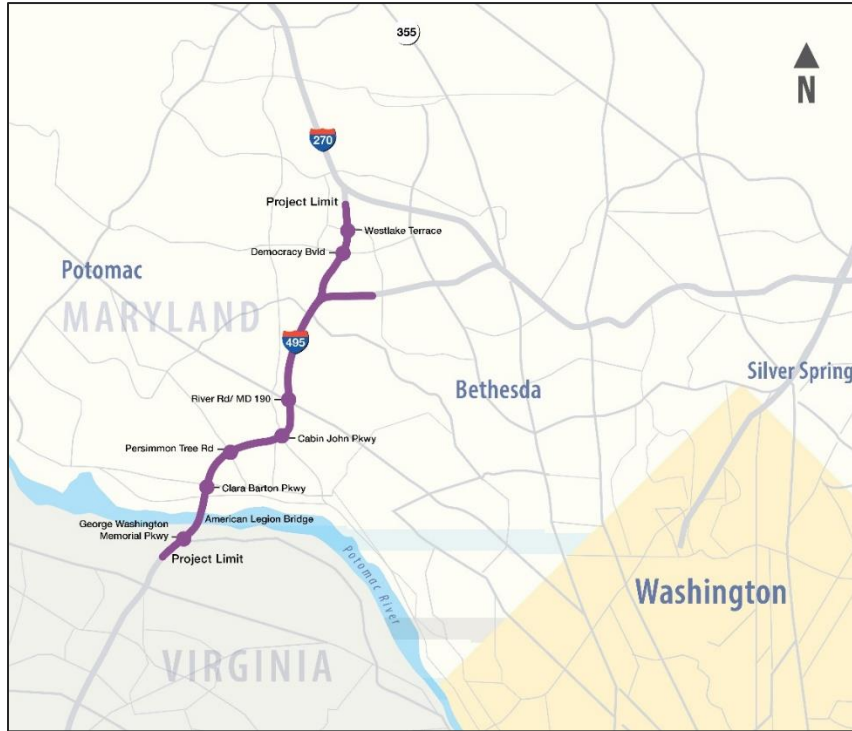 355
N
270
Project Limit
Westlake Terrace
Democracy Blvd
Potomac
MARYLAND
495
Silver Spring
Bethesda
River Rd/ MD 190
Cabin John Pkwy
Persimmon Tree Rd
Clara Barton Pkwy
American Legion Bridge
George Washington
Memorial Pkwy
Project Limit
Potomac River
Washington
VIRGINIA